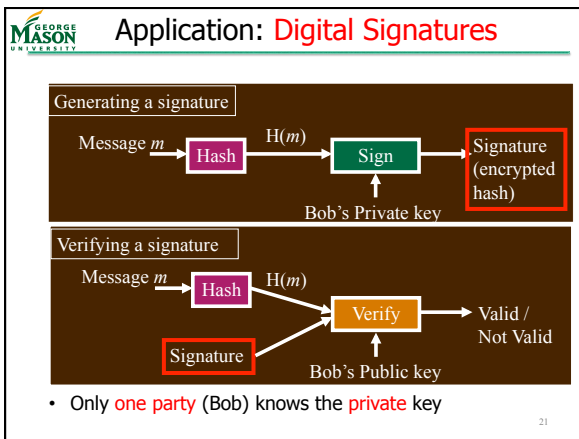 GEORGE
MASON
UNIVERSITY
Application: Digital Signatures
Generating a signature
Message m
Hash
H(m)
Sign
Signature
(encrypted
hash)
Bob's Private key
Verifying a signature
Message m
Hash
H(m)
Verify
Valid /
Not Valid
Signature
Bob's Public key
• Only one party (Bob) knows the private key
21